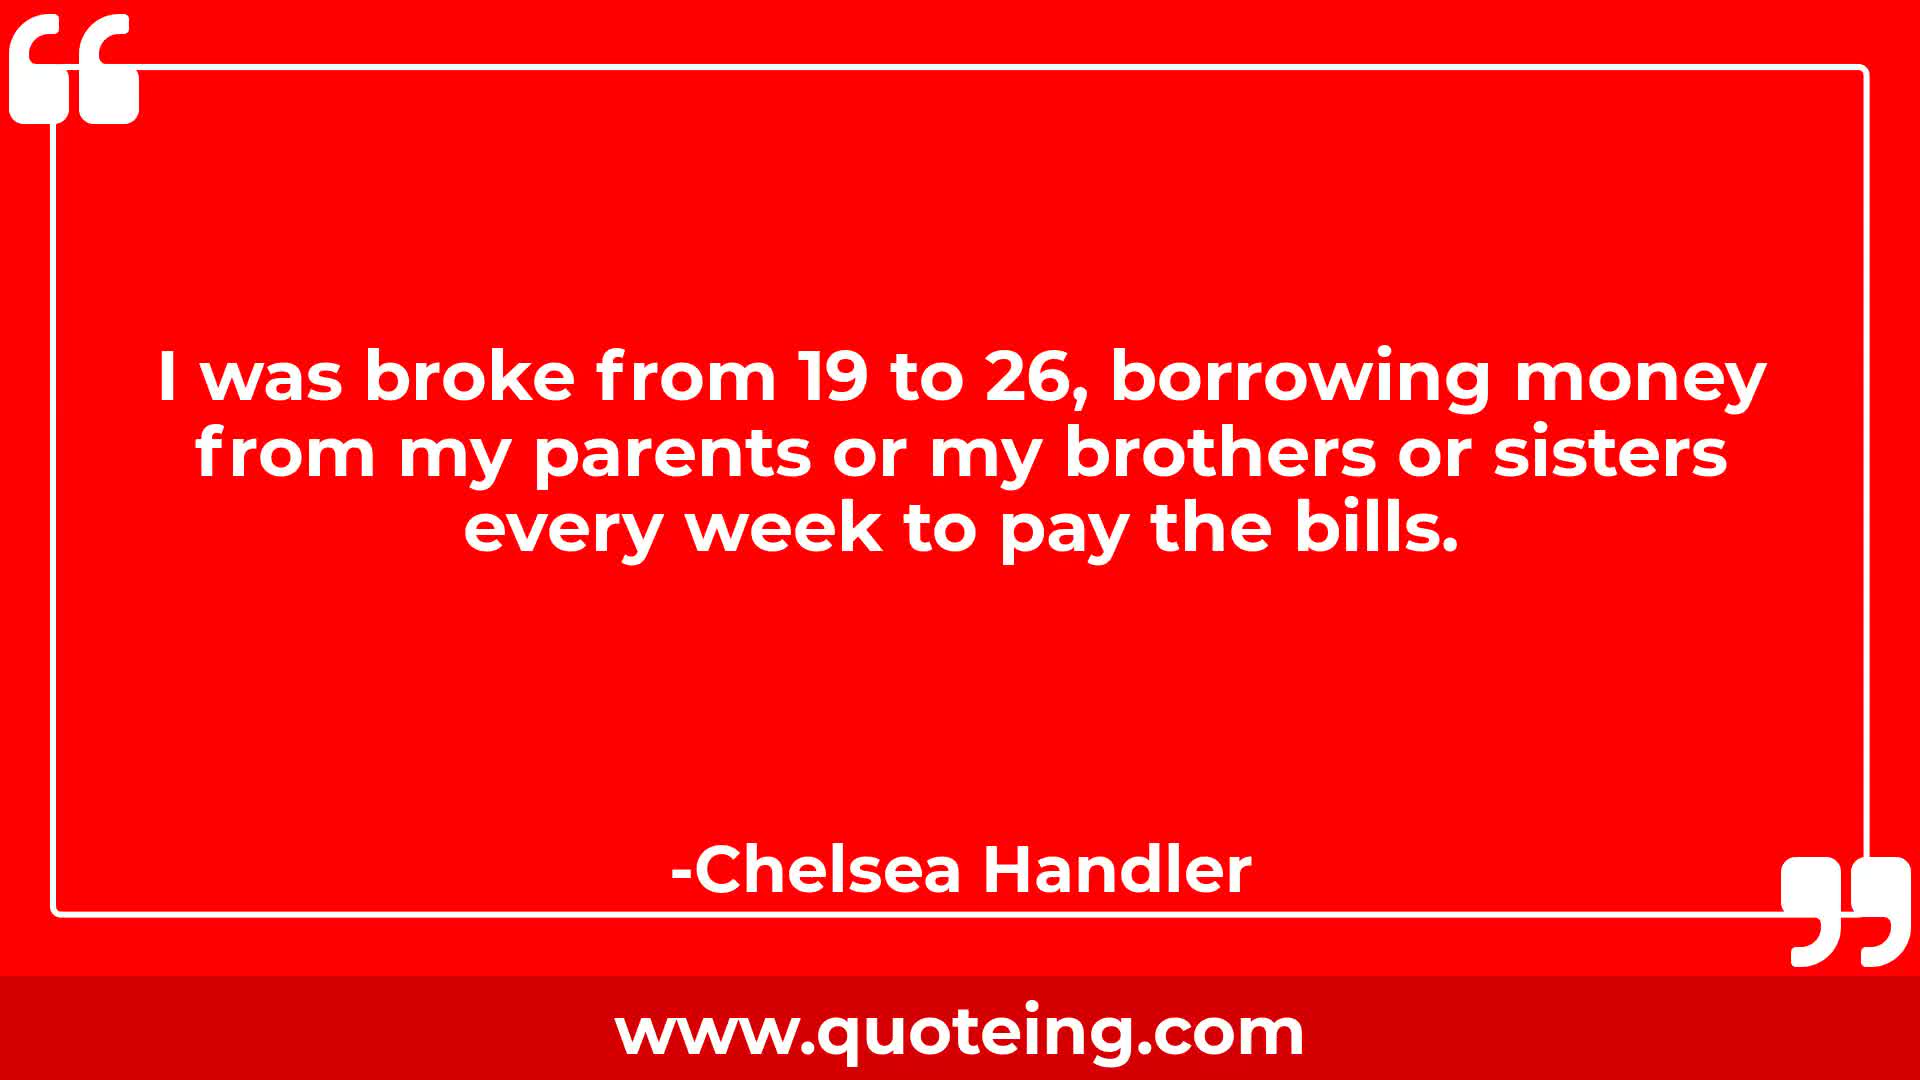 I was broke from 19 to 26, borrowing money
from my parents or my brothers or sisters
every week to pay the bills.
-Chelsea Handler
www.quoteing.com